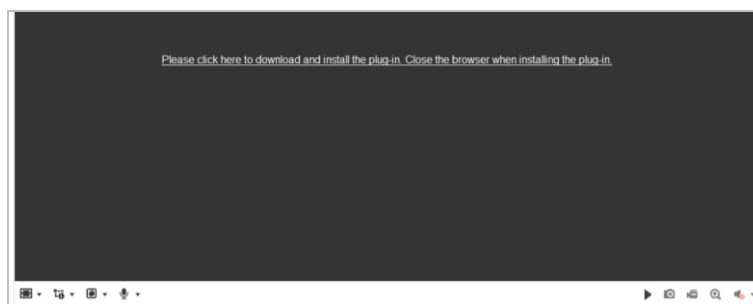 Please click here to download and install the plug-in. Close the browser when installing the plug-in.